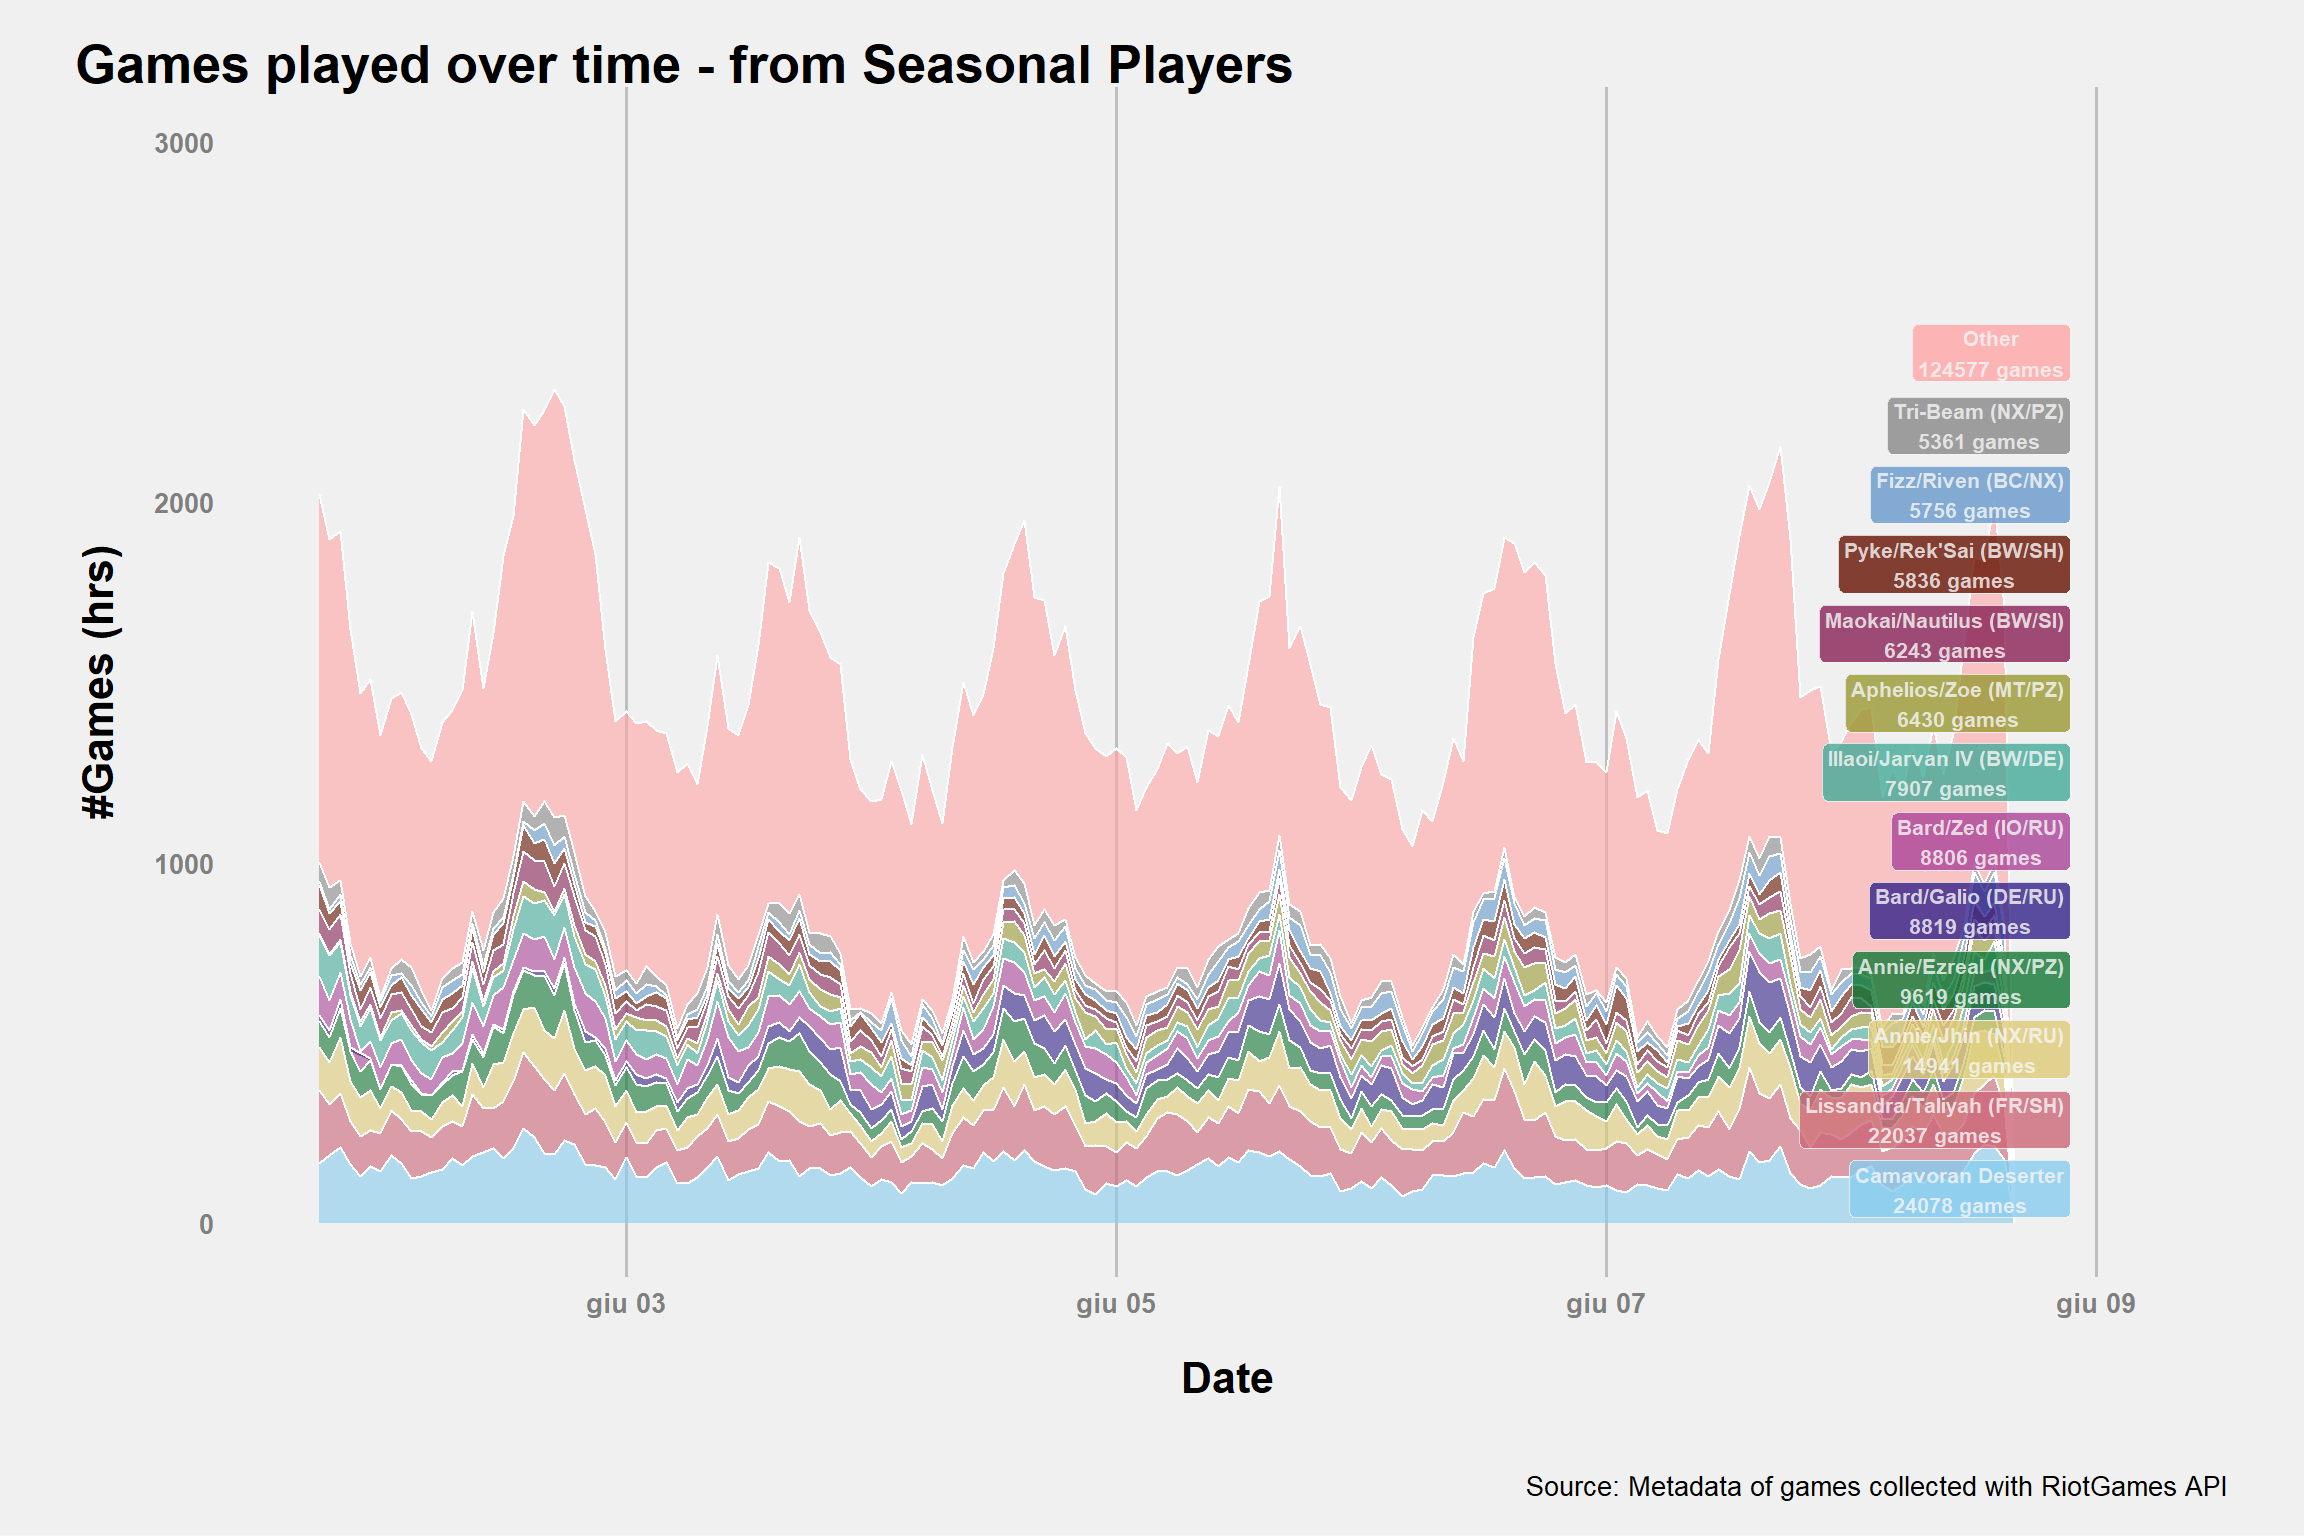 Games played over time - from Seasonal Players
3000
2000
1000
0
#Games (hrs)
Other
124577 games
Tri-Beam (NX/PZ)
5361 games
Fizz/Riven (BC/NX)
5756 games
Pyke/Rek'Sai (BW/SH)
5836 games
Maokai/Nautilus (BW/SI)
6243 games
Aphelios/Zoe (MT/PZ)
6430 games
Illaoi/Jarvan IV (BW/DE)
7907 games
Bard/Zed (IO/RU)
8806 games
Bard/Galio (DE/RU)
8819 games
Annie/Ezreal (NX/PZ)
9619 games
Annie/Jhin (NX/RU)
14941 games
Lissandra/Taliyah (FR/SH)
22037 games
Camavoran Deserter
24078 games
giu 03
giu 05
giu 07
giu 09
Date
Source: Metadata of games collected with RiotGames API